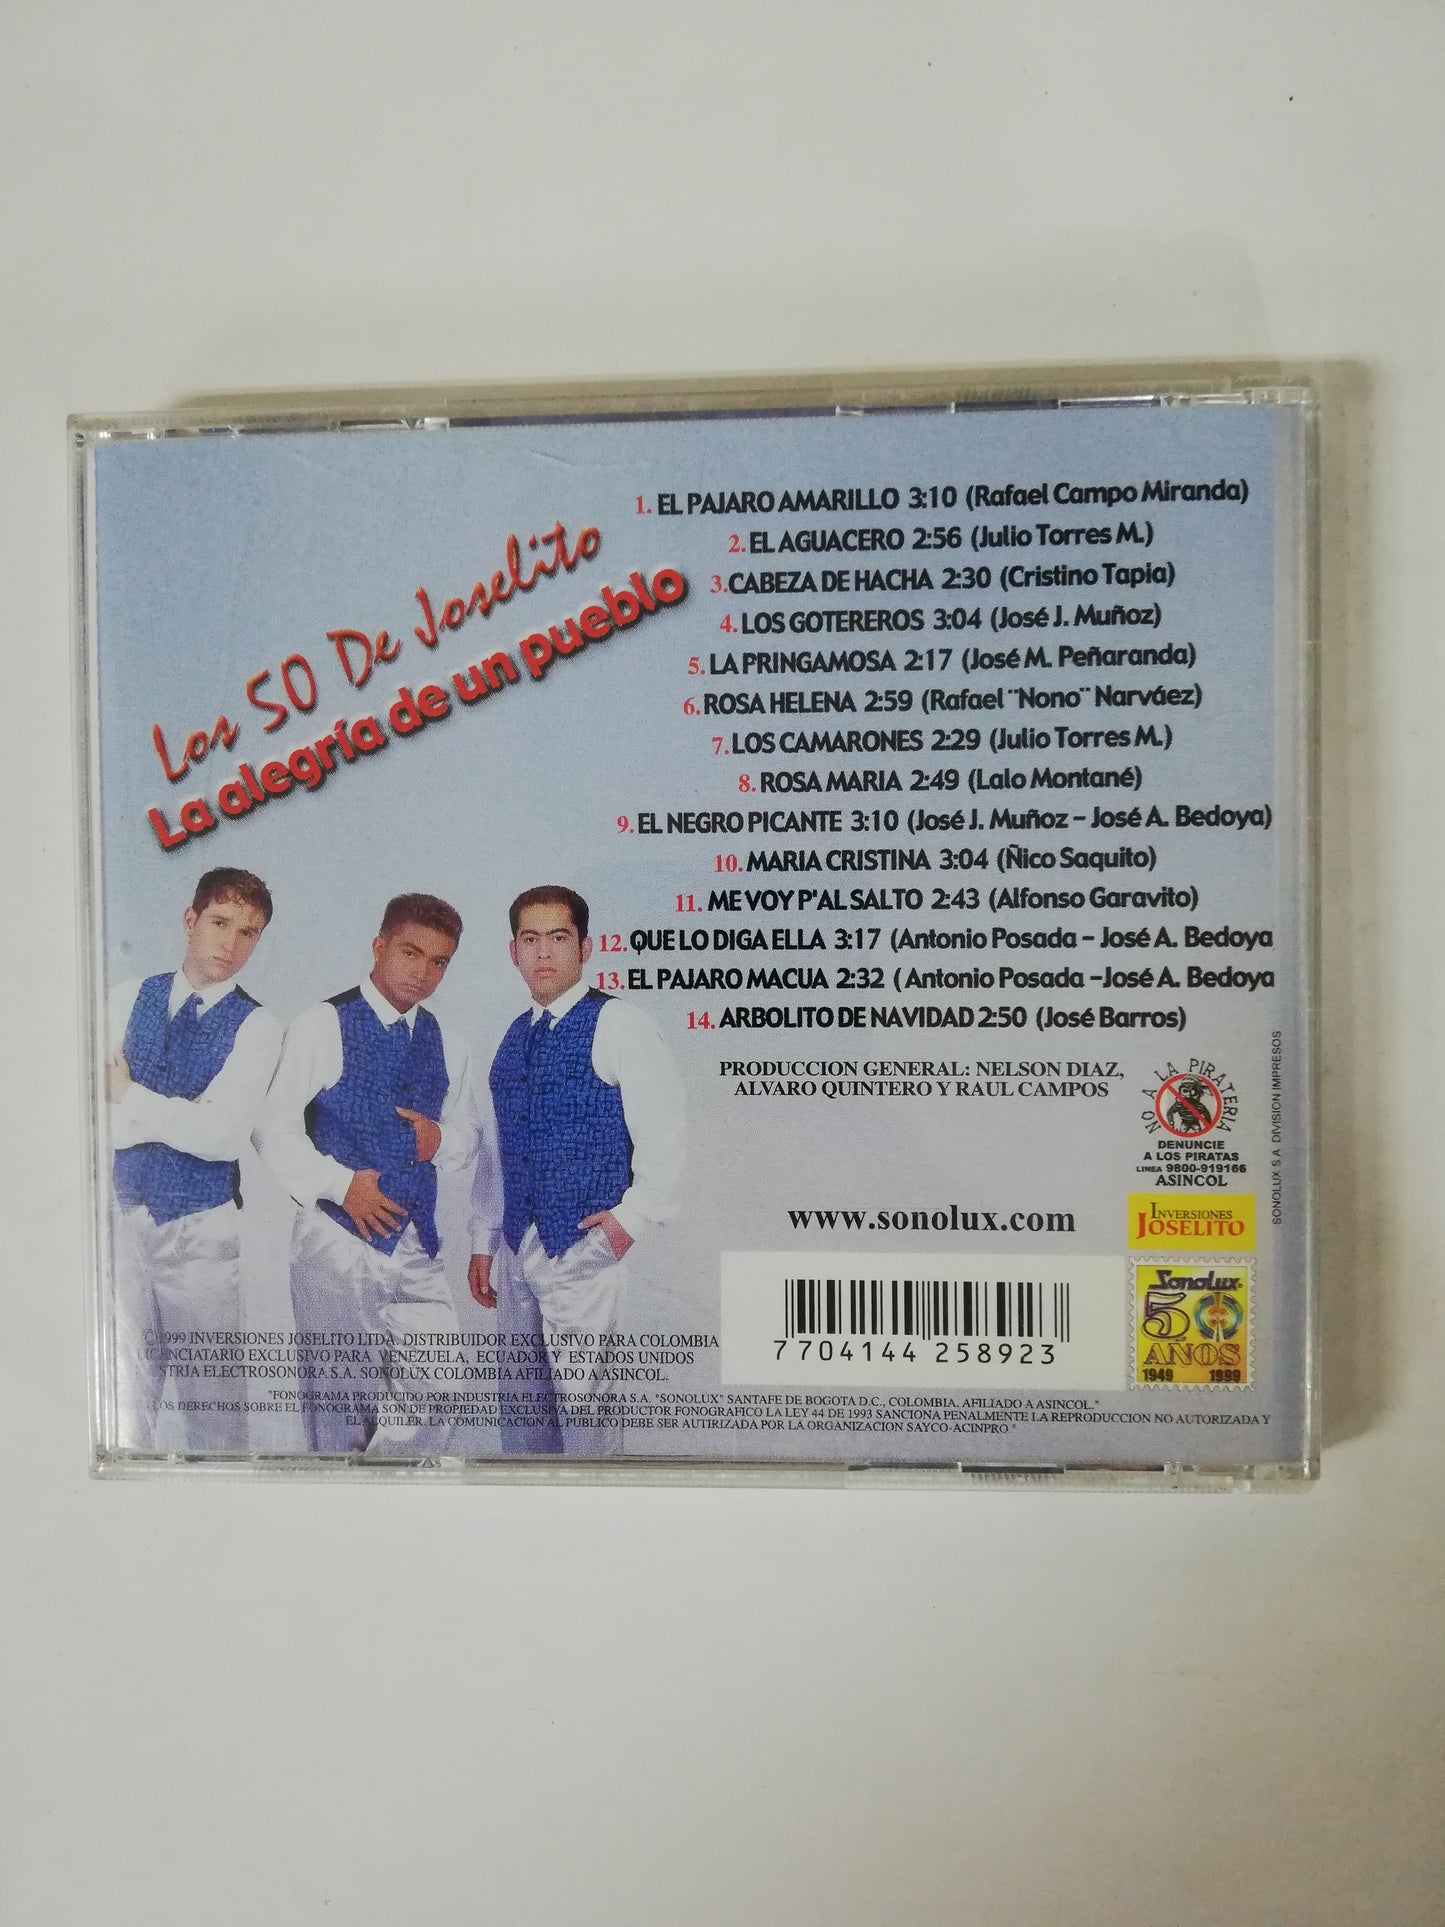 Los 50 De Joselito
La alegría de un pueblo
1. EL PAJARO AMARILLO 3:10 (Rafael Campo Miranda)
2. EL AGUACERO 2:56 (Julio Torres M.)
3. CABEZA DE HACHA 2:30 (Cristino Tapia)
4. LOS GOTEREROS 3:04 (José J. Muñoz)
5. LA PRINGAMOSA 2:17 (José M. Peñaranda)
6. ROSA HELENA 2:59 (Rafael ¨Nono¨ Narváez)
7. LOS CAMARONES 2:29 (Julio Torres M.)
8. ROSA MARIA 2:49 (Lalo Montané)
9. EL NEGRO PICANTE 3:10 (José J. Muñoz - José A. Bedoya)
10. MARIA CRISTINA 3:04 (Ñico Saquito)
11. ME VOY P'AL SALTO 2:43 (Alfonso Garavito)
12. QUE LO DIGA ELLA 3:17 (Antonio Posada - José A. Bedoya
13. EL PAJARO MACUA 2:32 ( Antonio Posada -José A. Bedoya
14. ARBOLITO DE NAVIDAD 2:50 (José Barros)
PRODUCCION GENERAL: NELSON DIAZ,
ALVARO QUINTERO Y RAUL CAMPOS
NO A LA PIRATERIA
DENUNCIE
A LOS PIRATAS
LINEA 9800-919166
ASINCOL
SONOLUX S.A. DIVISION IMPRESOS
www.sonolux.com
INVERSIONES
JOSELITO
Sonolux
50
AÑOS
1949 1999
7 704144 258923
©1999 INVERSIONES JOSELITO LTDA. DISTRIBUIDOR EXCLUSIVO PARA COLOMBIA
LICENCIATARIO EXCLUSIVO PARA VENEZUELA, ECUADOR Y ESTADOS UNIDOS
STRIA ELECTROSONORA S.A. SONOLUX COLOMBIA AFILIADO A ASINCOL.
"FONOGRAMA PRODUCIDO POR INDUSTRIA ELECTROSONORA S.A. "SONOLUX" SANTAFE DE BOGOTA D.C., COLOMBIA. AFILIADO A ASINCOL."
LOS DERECHOS SOBRE EL FONOGRAMA SON DE PROPIEDAD EXCLUSIVA DEL PRODUCTOR FONOGRAFICO LA LEY 44 DE 1993 SANCIONA PENALMENTE LA REPRODUCCION NO AUTORIZADA Y
EL ALQUILER. LA COMUNICACION AL PUBLICO DEBE SER AUTIRIZADA POR LA ORGANIZACION SAYCO-ACINPRO "